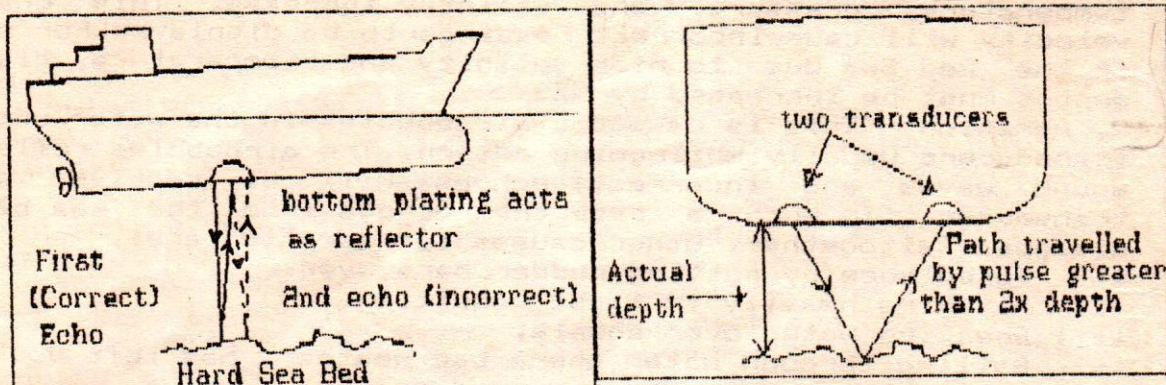 bottom plating acts
as reflector
First
(Correct)
Echo
2nd echo (incorrect)
Hard Sea Bed
two transducers
Actual
depth
Path travelled
by pulse greater
than 2x depth